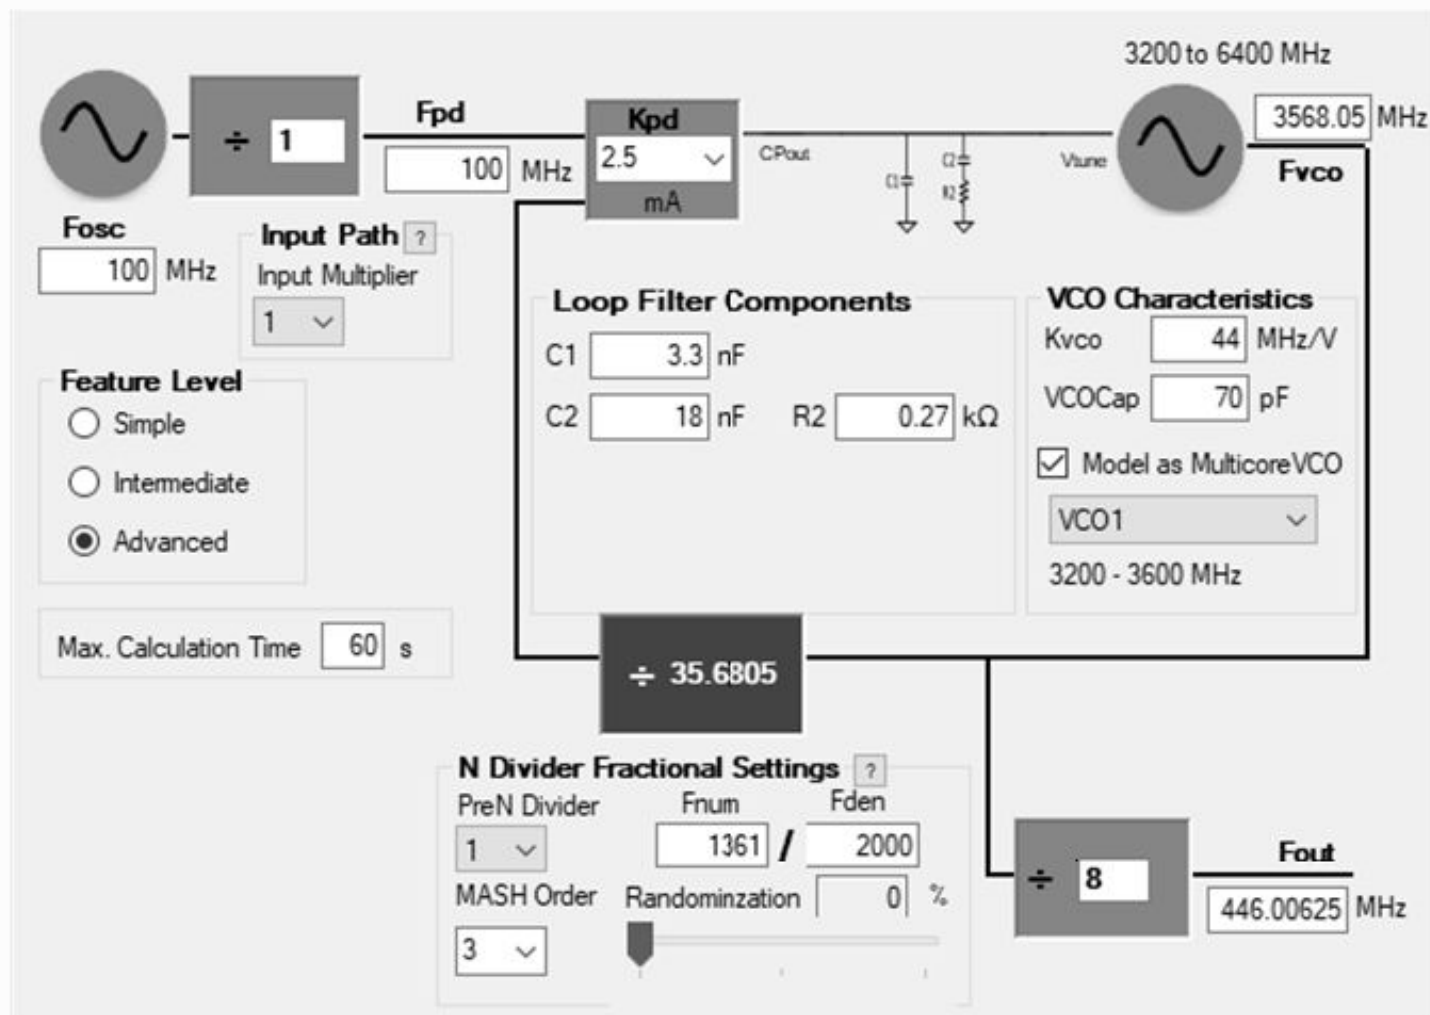 3200 to 6400 MHz
÷ 1
Fpd
100 MHz
Kpd
2.5
mA
CPout
C1
C2
R2
Vtune
3568.05 MHz
Fvco
Fosc
100 MHz
Input Path ?
Input Multiplier
1
Feature Level
Simple
Intermediate
Advanced
Max. Calculation Time 60 s
Loop Filter Components
C1 3.3 nF
C2 18 nF R2 0.27 kΩ
VCO Characteristics
Kvco 44 MHz/V
VCOCap 70 pF
Model as MulticoreVCO
VCO1
3200 - 3600 MHz
÷ 35.6805
N Divider Fractional Settings ?
PreN Divider Fnum Fden
1 1361 / 2000
MASH Order Randominzation 0 %
3
÷ 8
Fout
446.00625 MHz